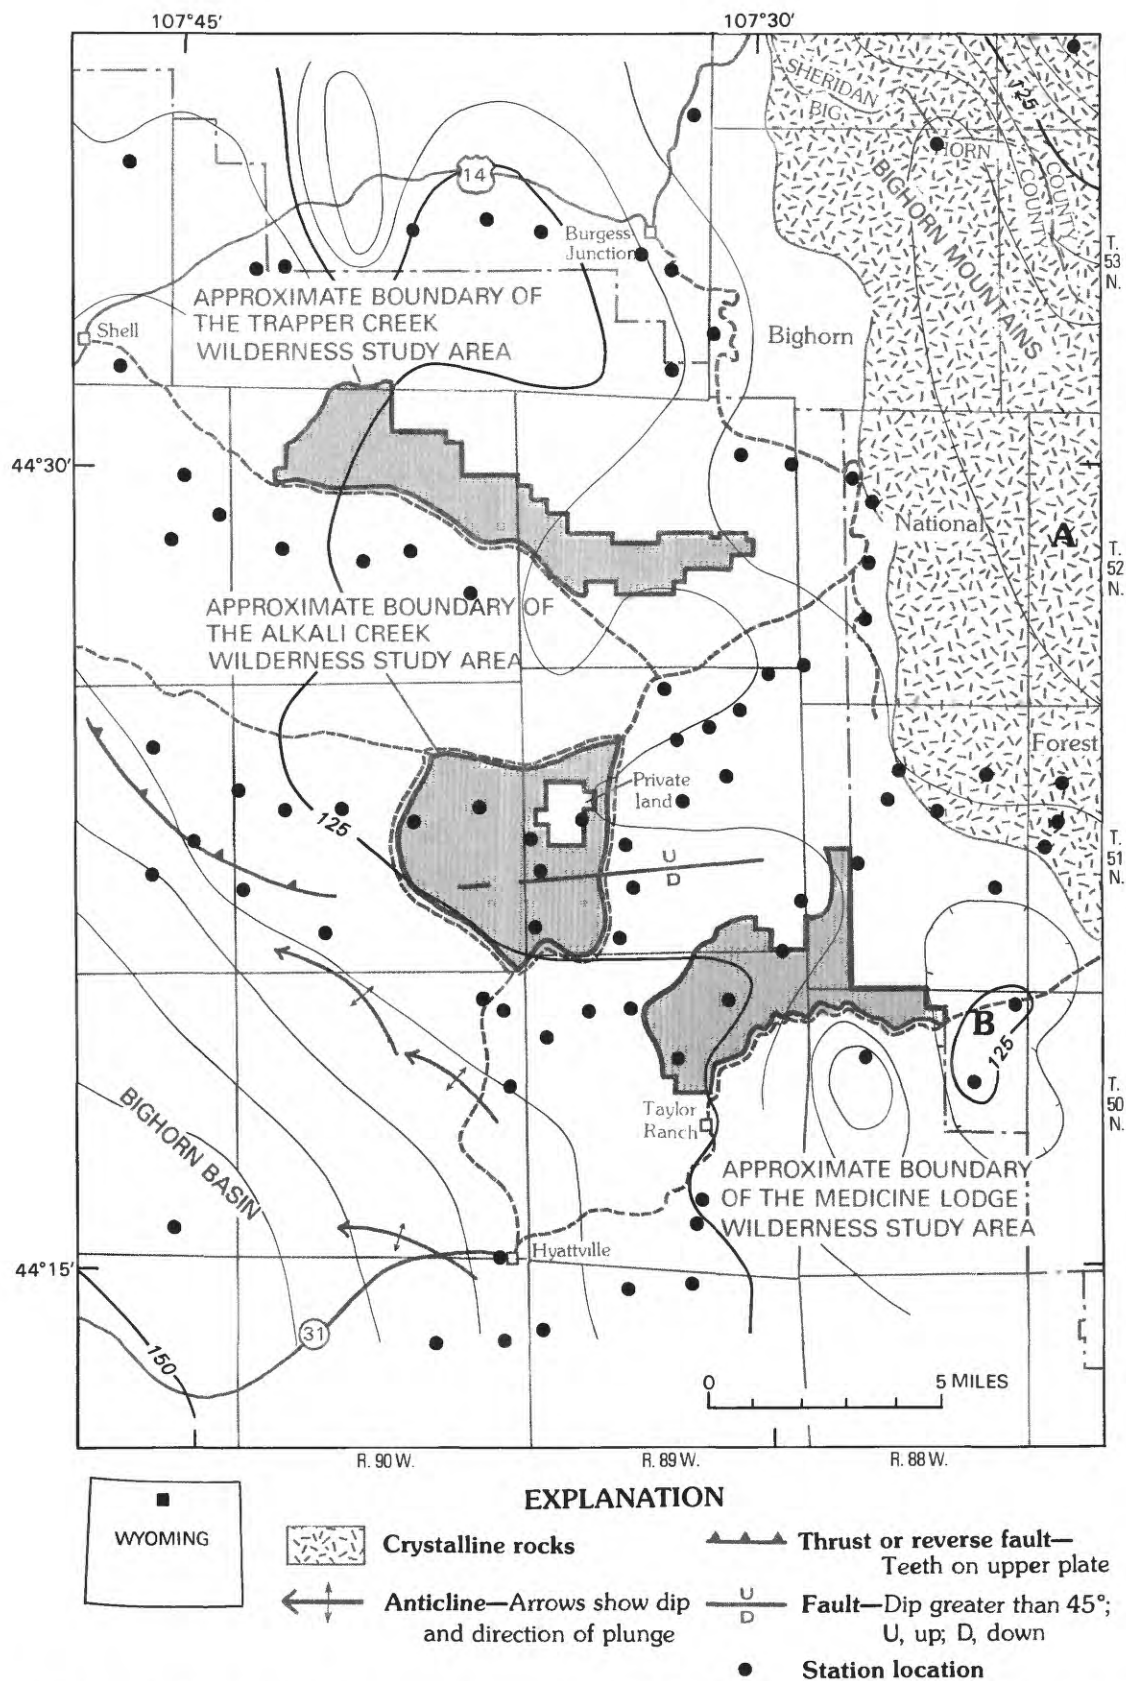 107°45'
107°30'
SHERIDAN
BIG
HORN
COUNTY
COUNTY
125
BIGHORN MOUNTAINS
14
Burgess
Junction
T.
53
N.
APPROXIMATE BOUNDARY OF
THE TRAPPER CREEK
WILDERNESS STUDY AREA
Shell
Bighorn
44°30'
National
A
T.
52
N.
APPROXIMATE BOUNDARY OF
THE ALKALI CREEK
WILDERNESS STUDY AREA
Forest
Private
land
125
U
D
T.
51
N.
B
125
BIGHORN BASIN
Taylor
Ranch
T.
50
N.
APPROXIMATE BOUNDARY
OF THE MEDICINE LODGE
WILDERNESS STUDY AREA
Hyattville
44°15'
31
150
0
5 MILES
R. 90 W.
R. 89 W.
R. 88 W.
EXPLANATION
WYOMING
Crystalline rocks
Anticline—Arrows show dip
and direction of plunge
Thrust or reverse fault—
Teeth on upper plate
U
D
Fault—Dip greater than 45°;
U, up; D, down
Station location